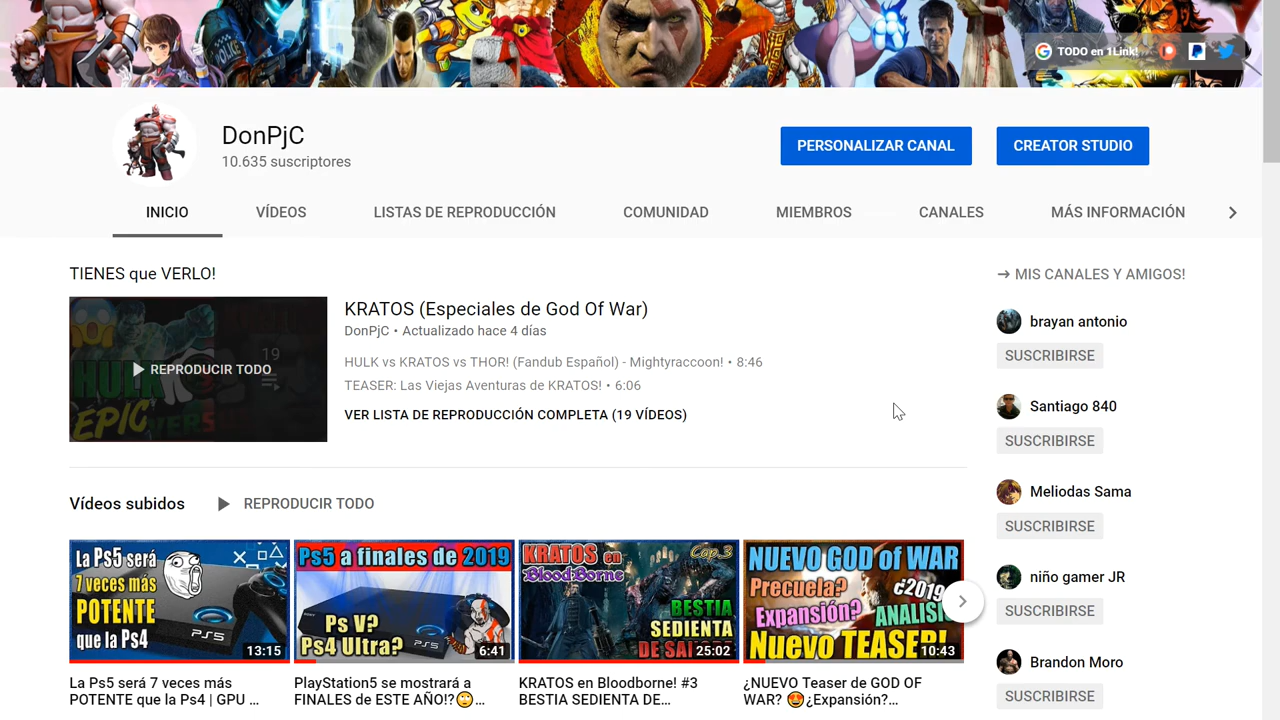 TODO en 1Link!
DonPjC
10.635 suscriptores
PERSONALIZAR CANAL
CREATOR STUDIO
INICIO
VÍDEOS
LISTAS DE REPRODUCCIÓN
COMUNIDAD
MIEMBROS
CANALES
MÁS INFORMACIÓN
TIENES que VERLO!
HULK
EPIC
19
REPRODUCIR TODO
KRATOS (Especiales de God Of War)
DonPjC • Actualizado hace 4 días
HULK vs KRATOS vs THOR! (Fandub Español) - Mightyraccoon! • 8:46
TEASER: Las Viejas Aventuras de KRATOS! • 6:06
VER LISTA DE REPRODUCCIÓN COMPLETA (19 VÍDEOS)
Vídeos subidos
REPRODUCIR TODO
La Ps5 será
7 veces más
POTENTE
que la Ps4
PS5
13:15
La Ps5 será 7 veces más
POTENTE que la Ps4 | GPU ...
Ps5 a finales de 2019
Ps V?
Ps4 Ultra?
PS5
6:41
PlayStation5 se mostrará a
FINALES de ESTE AÑO!?🙄...
KRATOS en Cap.3
BloodBorne
BESTIA
SEDIENTA
DE
25:02
KRATOS en Bloodborne! #3
BESTIA SEDIENTA DE...
NUEVO GOD of WAR
Precuela? ¿2019
Expansión? ANALISI
Nuevo TEASER!
10:43
¿NUEVO Teaser de GOD OF
WAR? 🤩¿Expansión?...
→ MIS CANALES Y AMIGOS!
brayan antonio
SUSCRIBIRSE
Santiago 840
SUSCRIBIRSE
Meliodas Sama
SUSCRIBIRSE
niño gamer JR
SUSCRIBIRSE
Brandon Moro
SUSCRIBIRSE